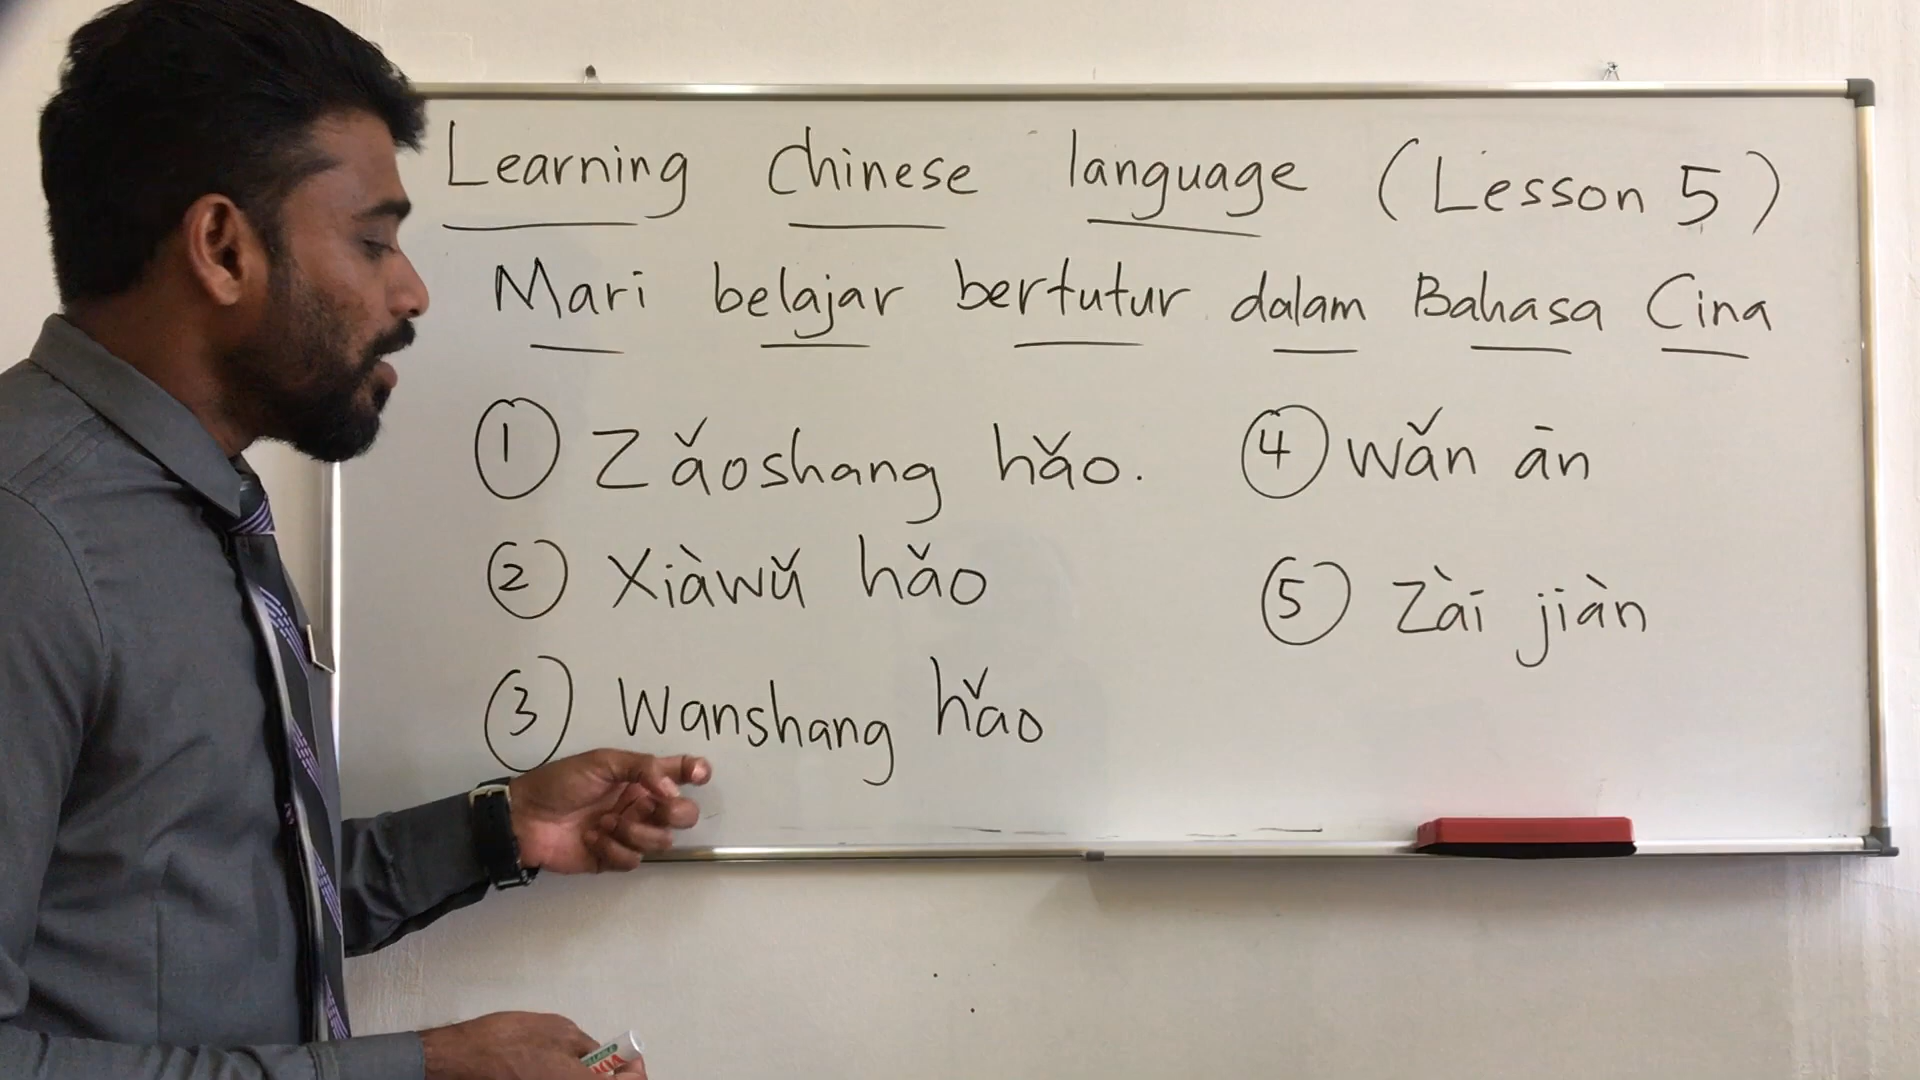 Learning Chinese language (Lesson 5)
Mari belajar bertutur dalam Bahasa Cina
① Zǎoshang hǎo.
② Xiàwǔ hǎo
③ Wanshang hǎo
④ Wǎn ān
⑤ Zài jiàn